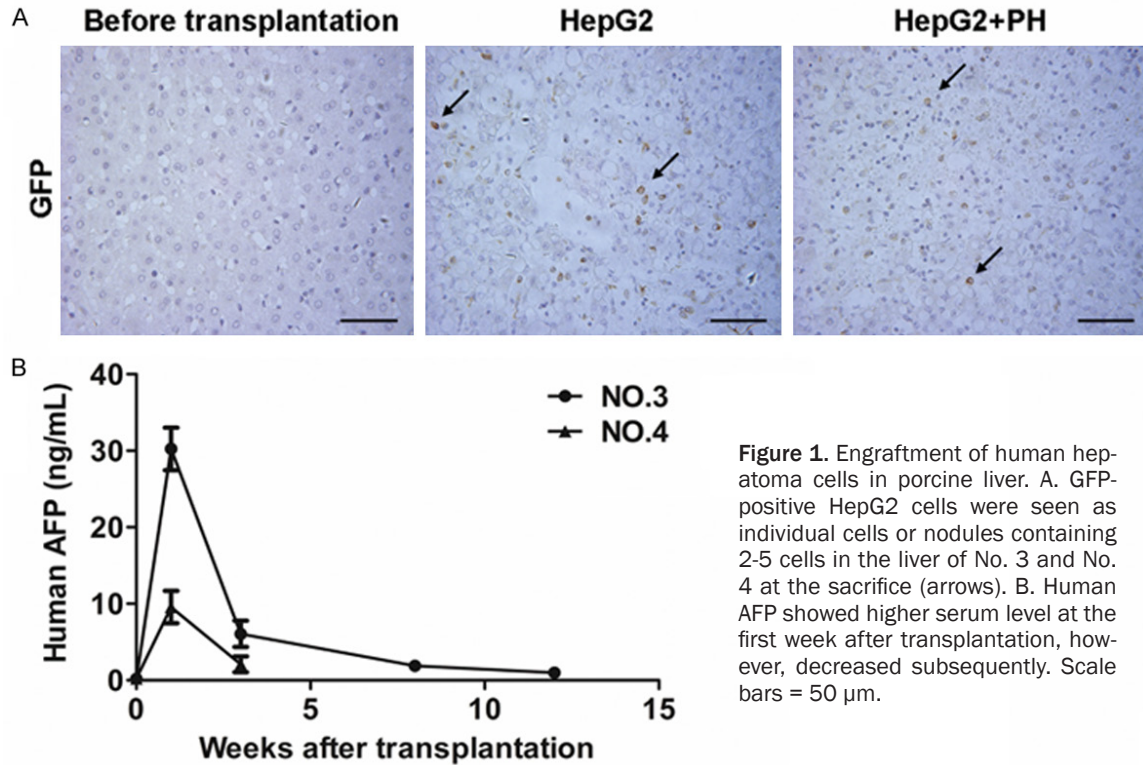 A
Before transplantation
HepG2
HepG2+PH
GFP
B
Human AFP (ng/mL)
40
30
20
10
0
0
5
10
15
Weeks after transplantation
NO.3
NO.4
Figure 1. Engraftment of human hep-
atoma cells in porcine liver. A. GFP-
positive HepG2 cells were seen as
individual cells or nodules containing
2-5 cells in the liver of No. 3 and No.
4 at the sacrifice (arrows). B. Human
AFP showed higher serum level at the
first week after transplantation, how-
ever, decreased subsequently. Scale
bars = 50 µm.